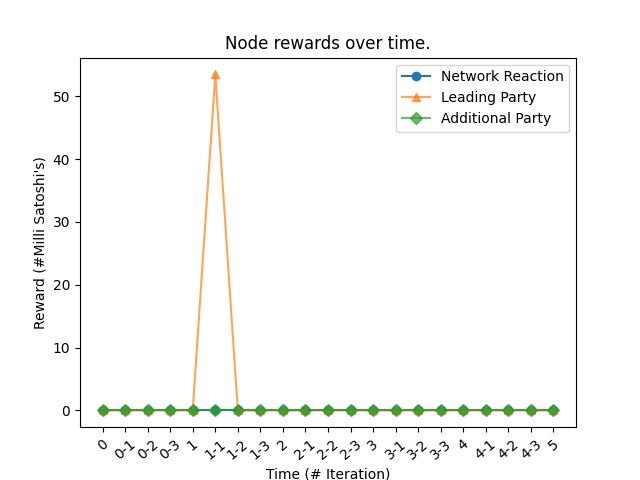 Node rewards over time.
Network Reaction
Leading Party
Additional Party
Reward (#Milli Satoshi's)
50
40
30
20
10
0
0 0-1 0-2 0-3 1 1-1 1-2 1-3 2 2-1 2-2 2-3 3 3-1 3-2 3-3 4 4-1 4-2 4-3 5
Time (# Iteration)